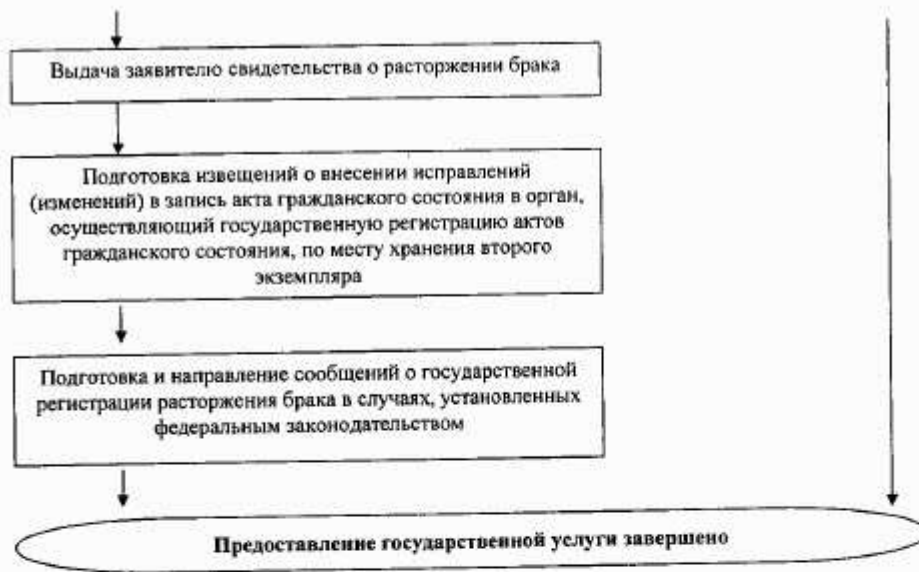 Выдача заявителю свидетельства о расторжении брака
Подготовка извещений о внесении исправлений
(изменений) в запись акта гражданского состояния в орган,
осуществляющий государственную регистрацию актов
гражданского состояния, по месту хранения второго
экземпляра
Подготовка и направление сообщений о государственной
регистрации расторжения брака в случаях, установленных
федеральным законодательством
Предоставление государственной услуги завершено